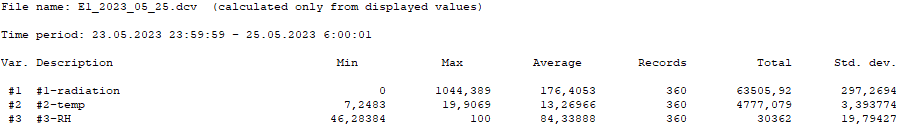 File name: E1_2023_05_25.dcv (calculated only from displayed values)
Time period: 23.05.2023 23:59:59 - 25.05.2023 6:00:01
Var. Description Min Max Average Records Total Std. dev.
#1 #1-radiation 0 1044,389 176,4053 360 63505,92 297,2694
#2 #2-temp 7,2483 19,9069 13,26966 360 4777,079 3,393774
#3 #3-RH 46,28384 100 84,33888 360 30362 19,79427